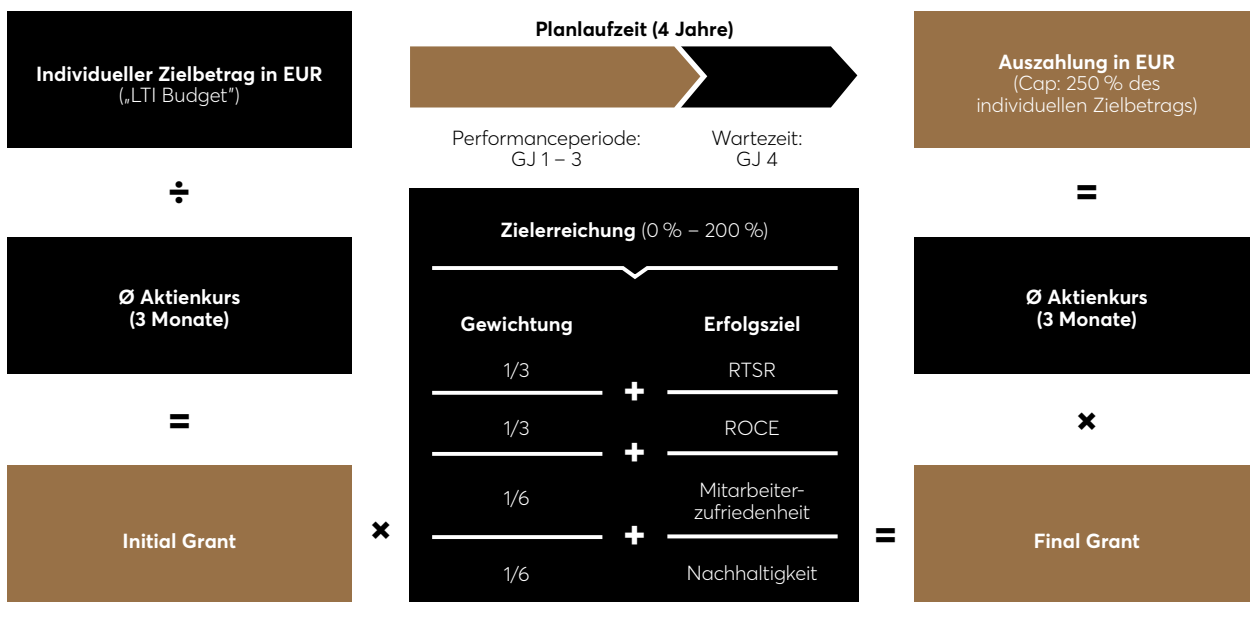 Individueller Zielbetrag in EUR
(„LTI Budget")
÷
Ø Aktienkurs
(3 Monate)
=
Initial Grant
×
Planlaufzeit (4 Jahre)
Performanceperiode:
GJ 1 – 3
Wartezeit:
GJ 4
Zielerreichung (0 % – 200 %)
Gewichtung Erfolgsziel
1/3 + RTSR
1/3 + ROCE
1/6 + Mitarbeiter-
zufriedenheit
1/6 Nachhaltigkeit
=
Auszahlung in EUR
(Cap: 250 % des
individuellen Zielbetrags)
=
Ø Aktienkurs
(3 Monate)
×
Final Grant